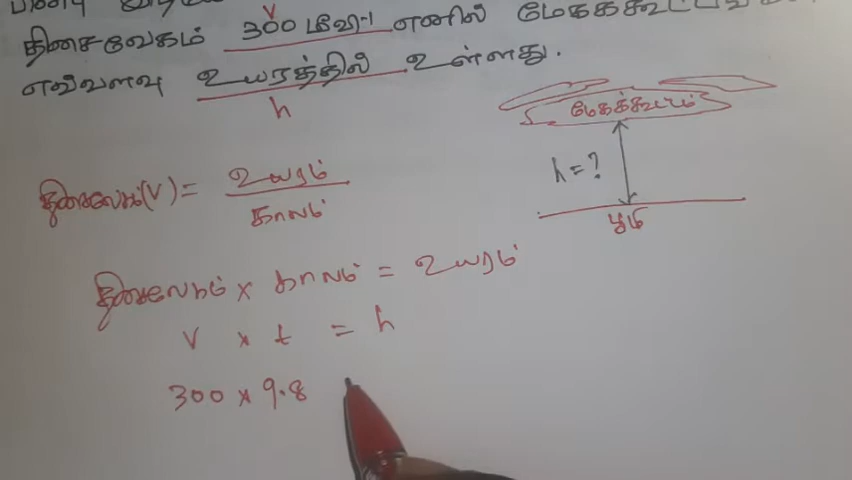 திசைவேகம் 300 மீவி-1 எனில் மேகக்கூட்டம்
v
எவ்வளவு உயரத்தில் உள்ளது.
h
மேகக்கூட்டம்
h = ?
பூமி
திசைவேகம்(v) = உயரம்
காலம்
திசைவேகம் × காலம் = உயரம்
v × t = h
300 × 9.8